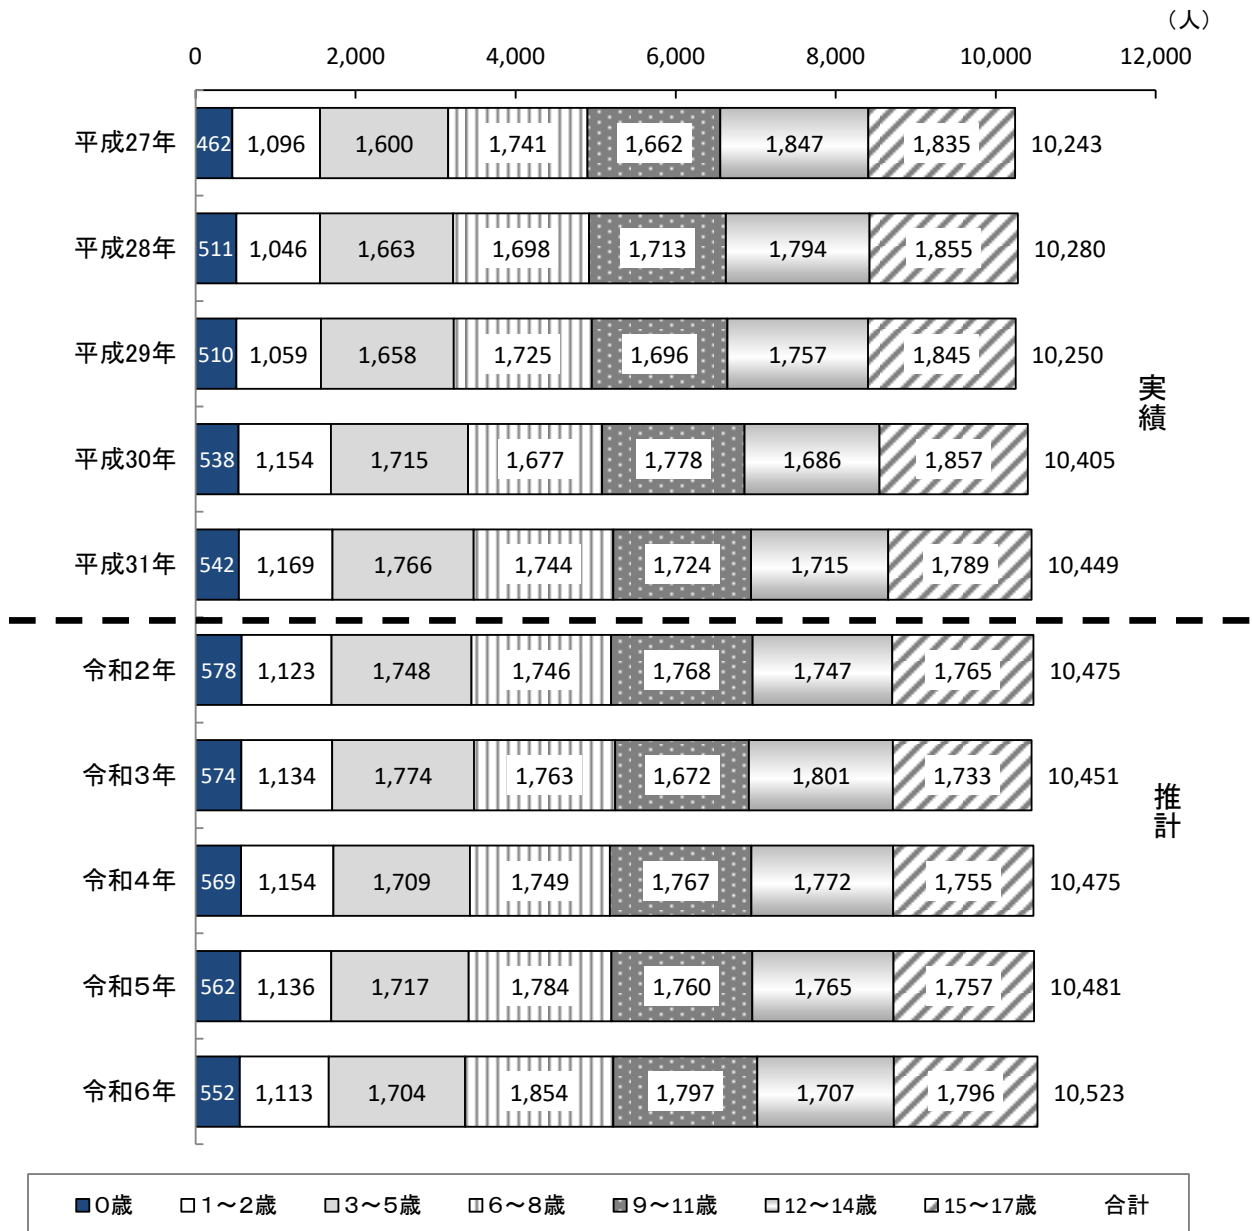 （人）
0 2,000 4,000 6,000 8,000 10,000 12,000
平成27年 462 1,096 1,600 1,741 1,662 1,847 1,835 10,243
平成28年 511 1,046 1,663 1,698 1,713 1,794 1,855 10,280
平成29年 510 1,059 1,658 1,725 1,696 1,757 1,845 10,250
実績
平成30年 538 1,154 1,715 1,677 1,778 1,686 1,857 10,405
平成31年 542 1,169 1,766 1,744 1,724 1,715 1,789 10,449
令和2年 578 1,123 1,748 1,746 1,768 1,747 1,765 10,475
令和3年 574 1,134 1,774 1,763 1,672 1,801 1,733 10,451
推計
令和4年 569 1,154 1,709 1,749 1,767 1,772 1,755 10,475
令和5年 562 1,136 1,717 1,784 1,760 1,765 1,757 10,481
令和6年 552 1,113 1,704 1,854 1,797 1,707 1,796 10,523
0歳 1～2歳 3～5歳 6～8歳 9～11歳 12～14歳 15～17歳 合計